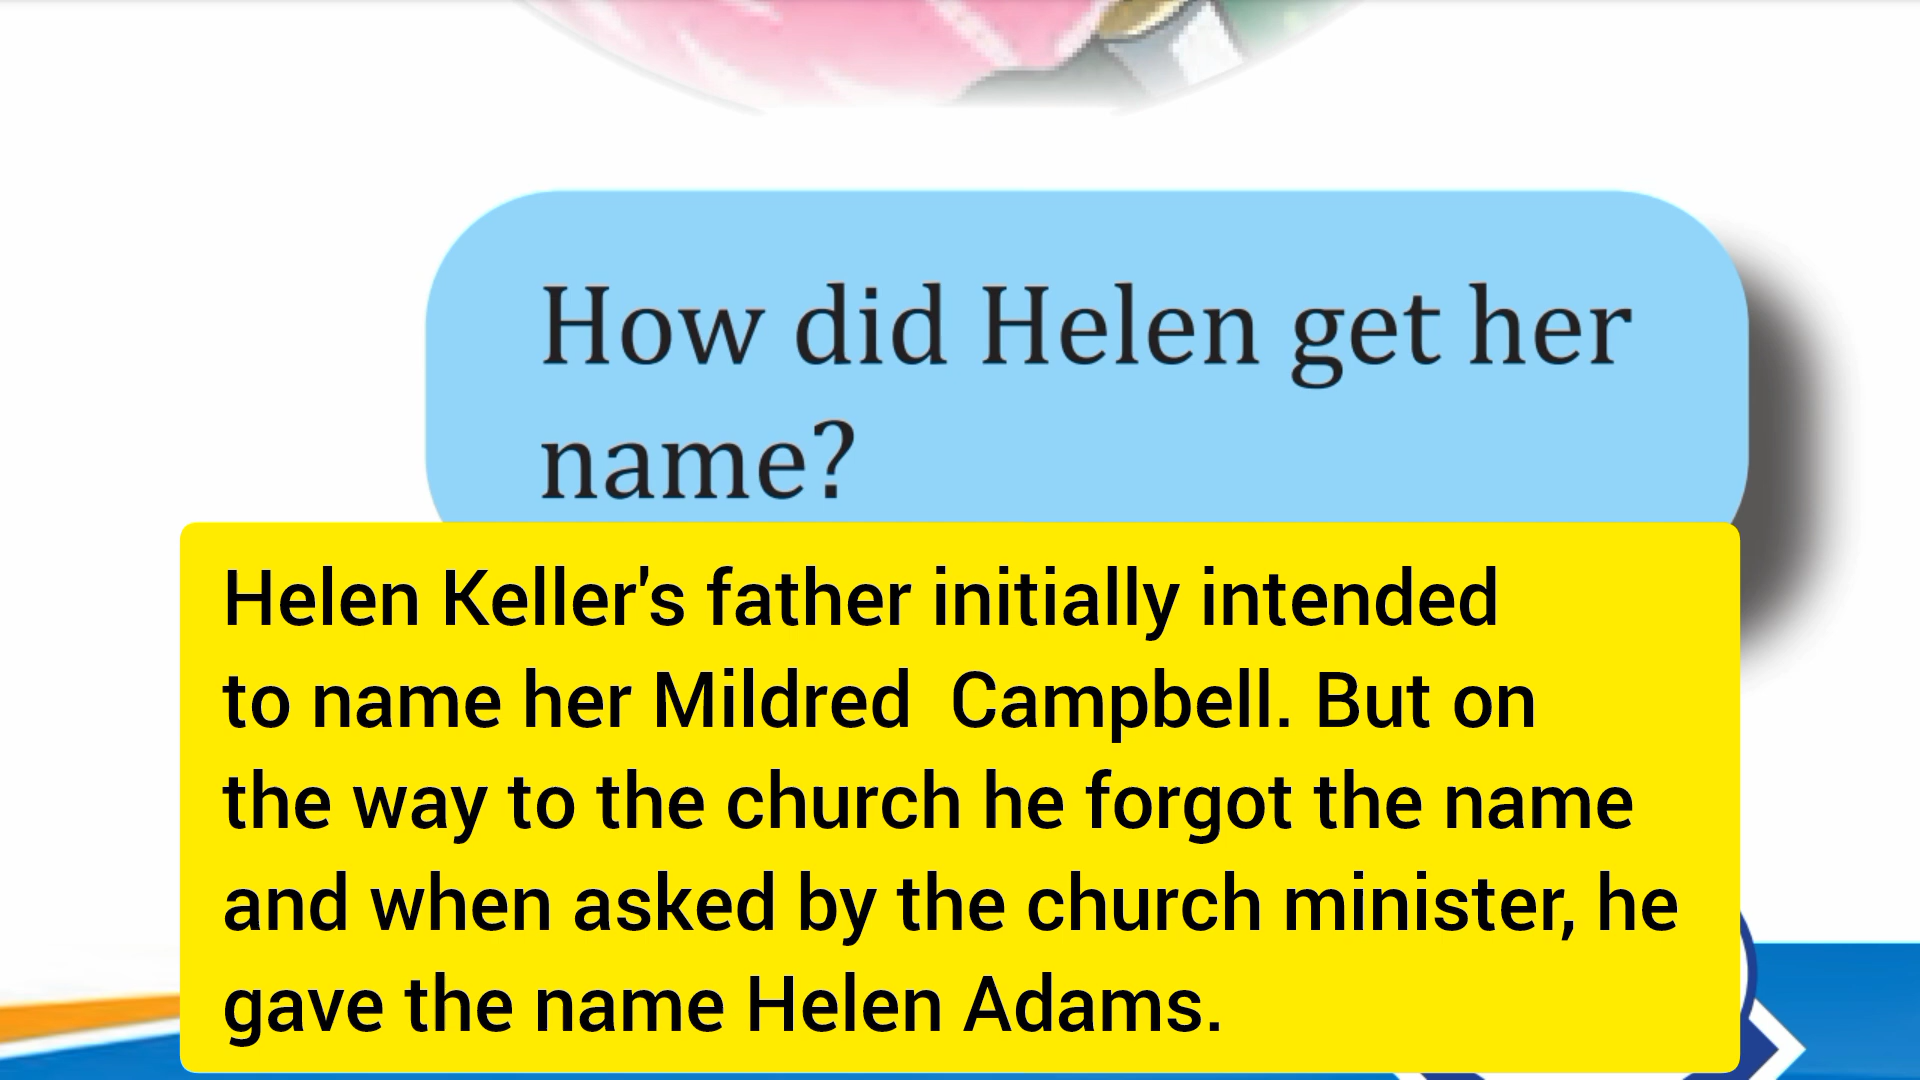 How did Helen get her
name?
Helen Keller's father initially intended
to name her Mildred  Campbell. But on
the way to the church he forgot the name
and when asked by the church minister, he
gave the name Helen Adams.